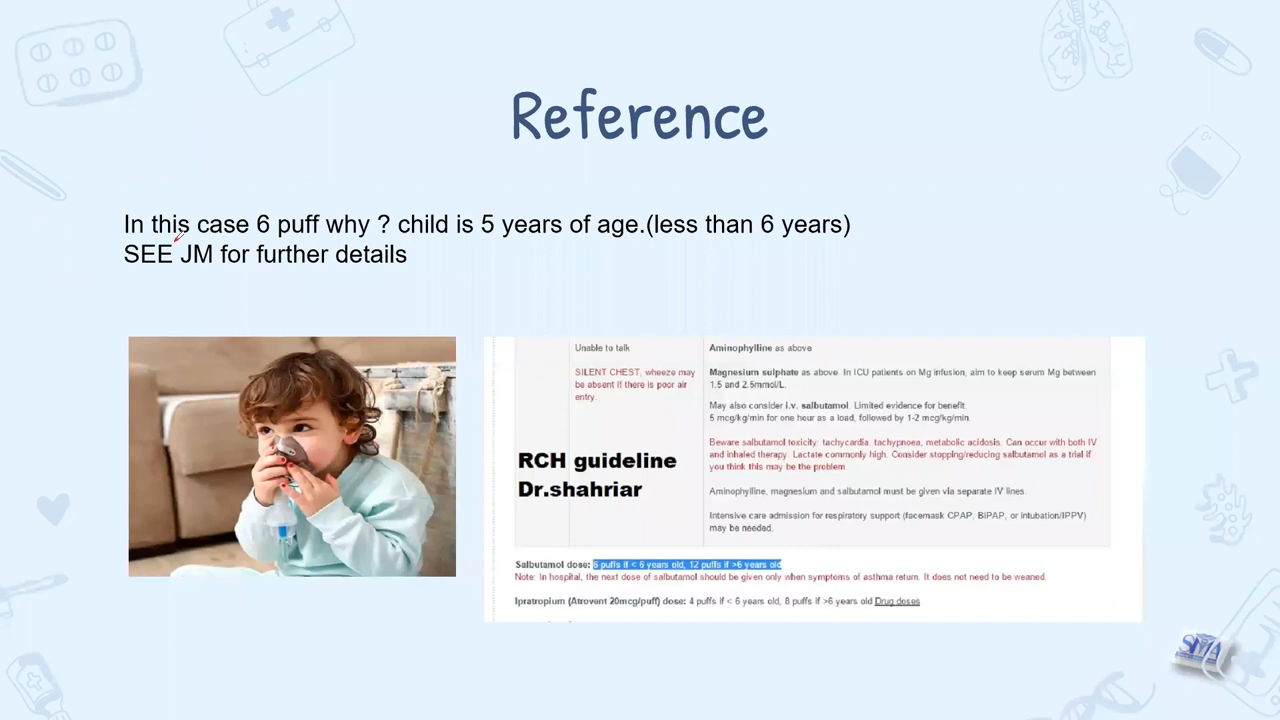 Reference
In this case 6 puff why ? child is 5 years of age.(less than 6 years)
SEE JM for further details
Unable to talk
SILENT CHEST, wheeze may
be absent if there is poor air
entry.
Aminophylline as above
Magnesium sulphate as above. In ICU patients on Mg infusion, aim to keep serum Mg between
1.5 and 2.5mmol/L.
May also consider i.v. salbutamol. Limited evidence for benefit.
5 mcg/kg/min for one hour as a load, followed by 1-2 mcg/kg/min.
Beware salbutamol toxicity: tachycardia, tachypnoea, metabolic acidosis. Can occur with both IV
and inhaled therapy. Lactate commonly high. Consider stopping/reducing salbutamol as a trial if
you think this may be the problem.
Aminophylline, magnesium and salbutamol must be given via separate IV lines.
Intensive care admission for respiratory support (facemask CPAP, BiPAP, or intubation/IPPV)
may be needed.
RCH guideline
Dr.shahriar
Salbutamol dose: 6 puffs if < 6 years old, 12 puffs if >6 years old
Note: In hospital, the next dose of salbutamol should be given only when symptoms of asthma return. It does not need to be weaned.
Ipratropium (Atrovent 20mcg/puff) dose: 4 puffs if < 6 years old, 8 puffs if >6 years old Drug doses